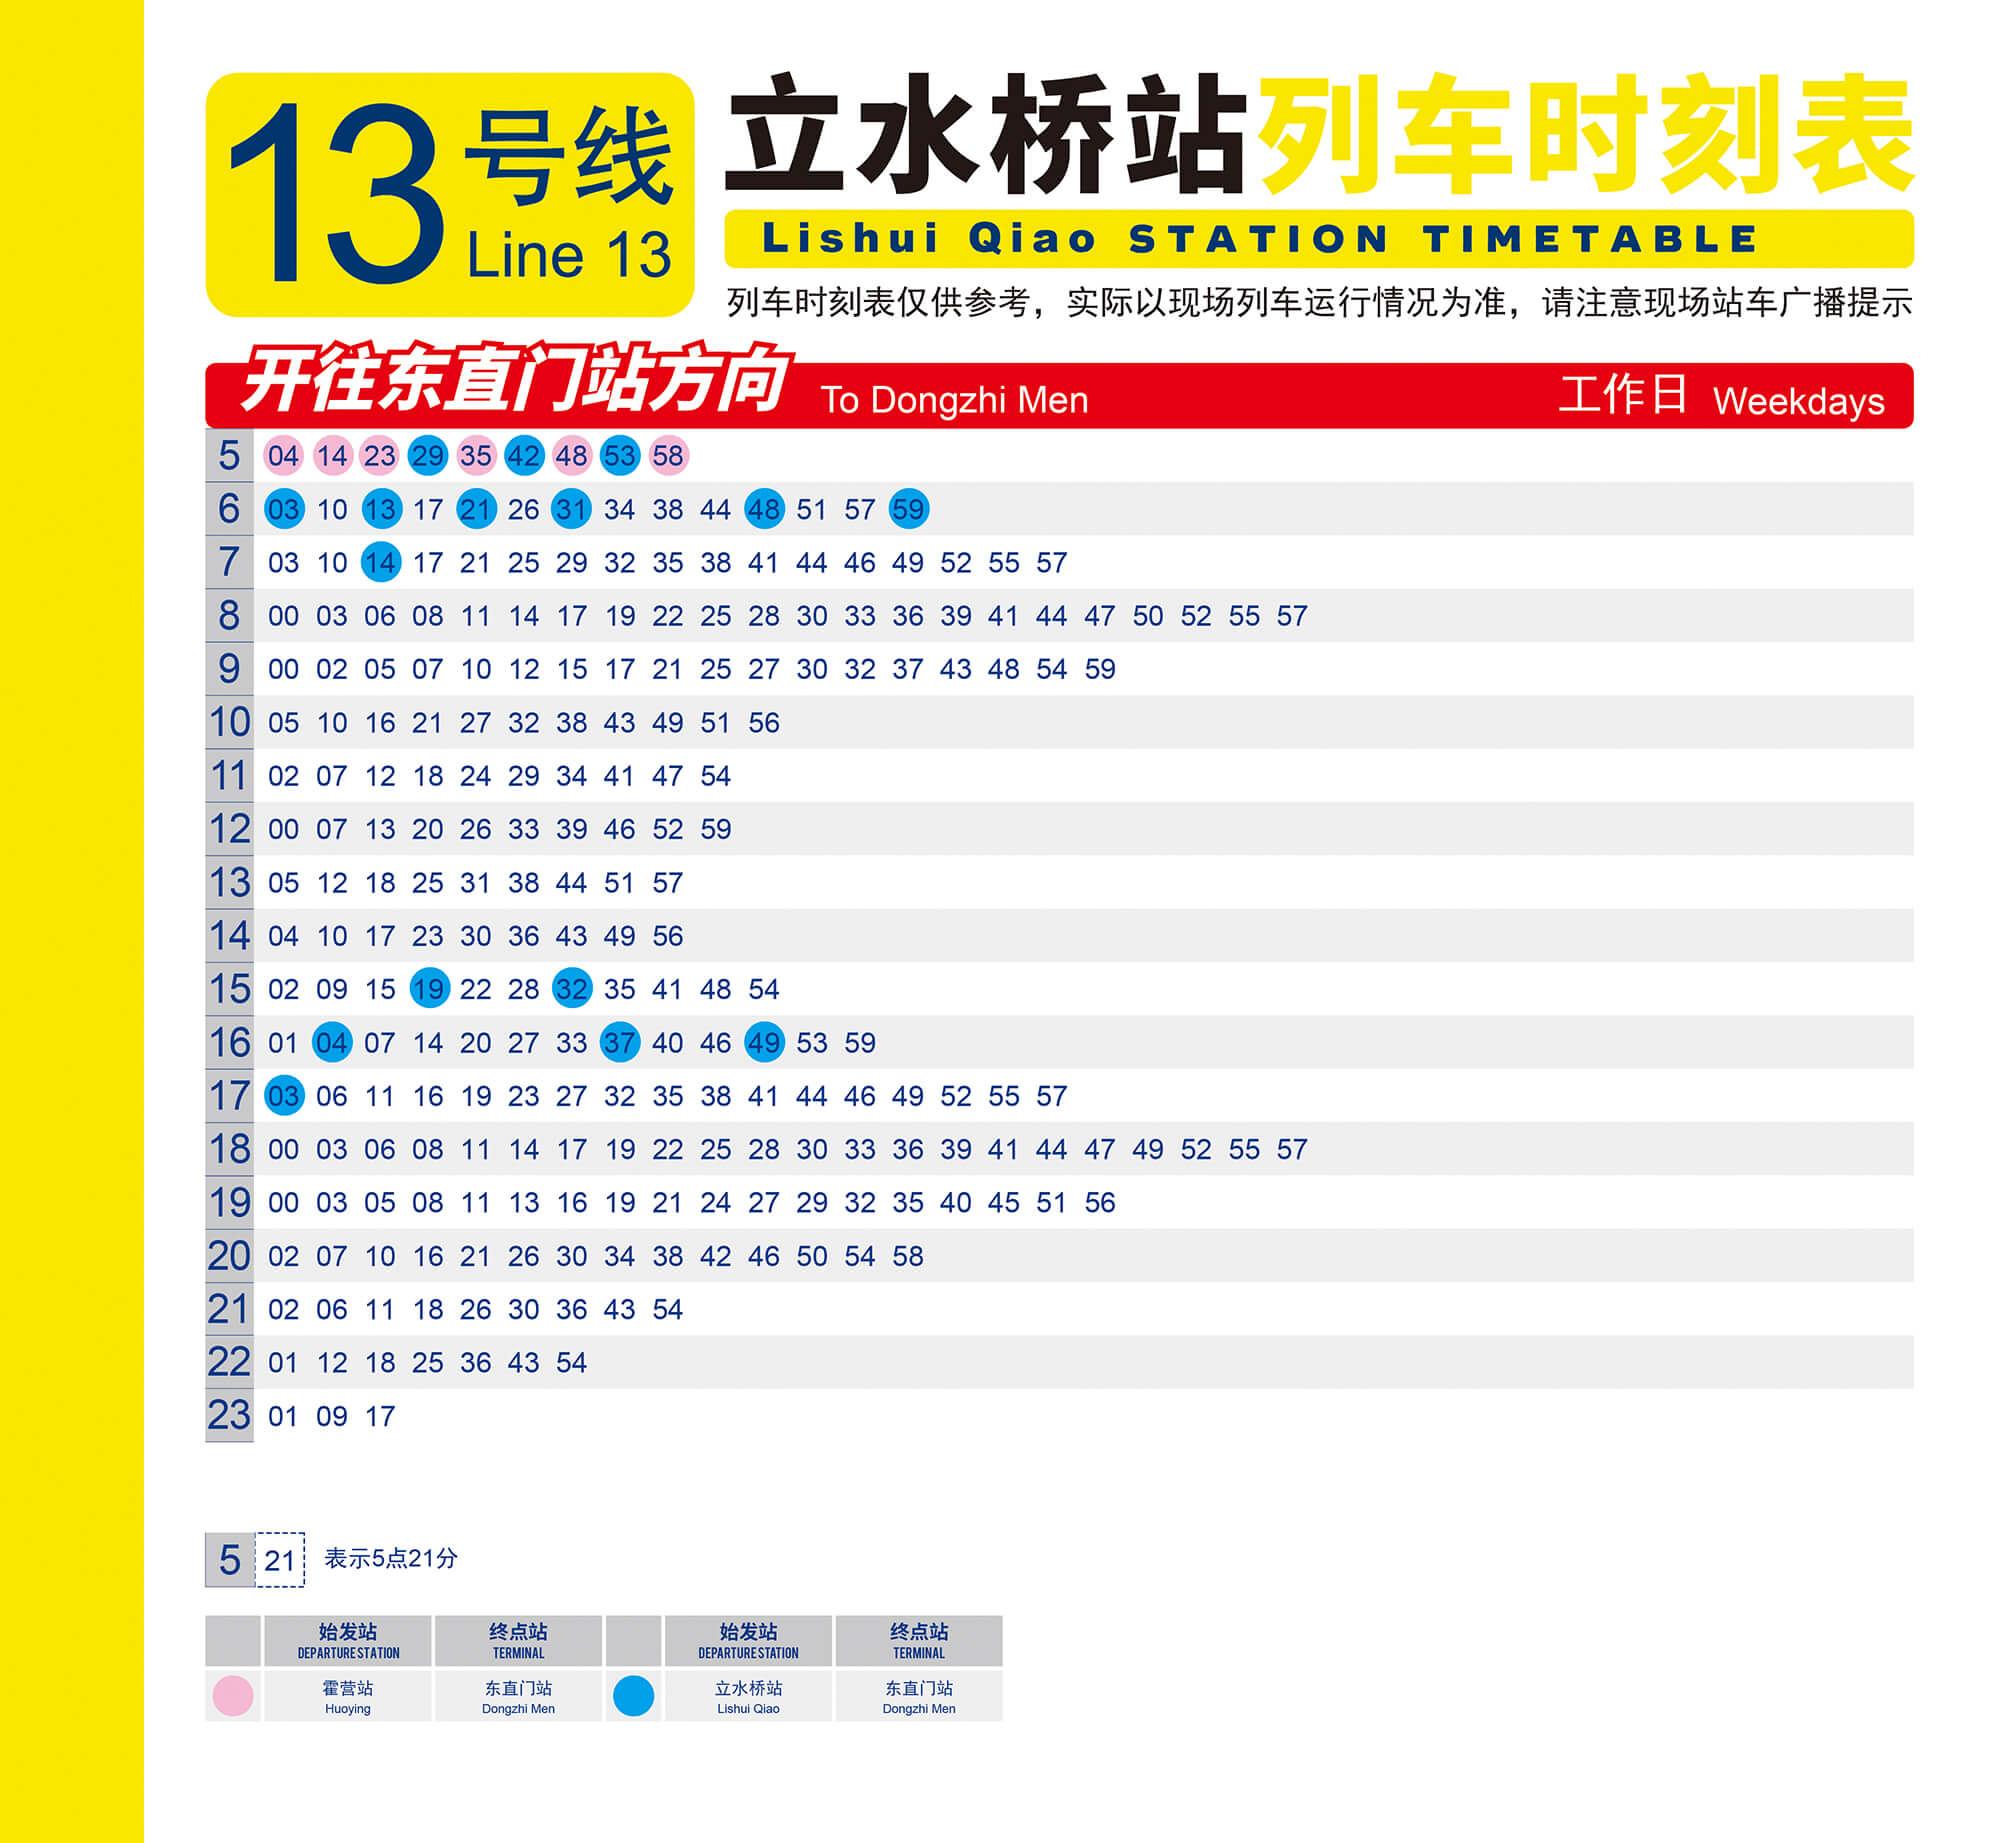 13号线
Line 13
立水桥站列车时刻表
Lishui Qiao STATION TIMETABLE
列车时刻表仅供参考，实际以现场列车运行情况为准，请注意现场站车广播提示
开往东直门站方向 To Dongzhi Men 工作日 Weekdays
5 04 14 23 29 35 42 48 53 58
6 03 10 13 17 21 26 31 34 38 44 48 51 57 59
7 03 10 14 17 21 25 29 32 35 38 41 44 46 49 52 55 57
8 00 03 06 08 11 14 17 19 22 25 28 30 33 36 39 41 44 47 50 52 55 57
9 00 02 05 07 10 12 15 17 21 25 27 30 32 37 43 48 54 59
10 05 10 16 21 27 32 38 43 49 51 56
11 02 07 12 18 24 29 34 41 47 54
12 00 07 13 20 26 33 39 46 52 59
13 05 12 18 25 31 38 44 51 57
14 04 10 17 23 30 36 43 49 56
15 02 09 15 19 22 28 32 35 41 48 54
16 01 04 07 14 20 27 33 37 40 46 49 53 59
17 03 06 11 16 19 23 27 32 35 38 41 44 46 49 52 55 57
18 00 03 06 08 11 14 17 19 22 25 28 30 33 36 39 41 44 47 49 52 55 57
19 00 03 05 08 11 13 16 19 21 24 27 29 32 35 40 45 51 56
20 02 07 10 16 21 26 30 34 38 42 46 50 54 58
21 02 06 11 18 26 30 36 43 54
22 01 12 18 25 36 43 54
23 01 09 17
5 21 表示5点21分
始发站 终点站 始发站 终点站
DEPARTURE STATION TERMINAL DEPARTURE STATION TERMINAL
霍营站 东直门站 立水桥站 东直门站
Huoying Dongzhi Men Lishui Qiao Dongzhi Men